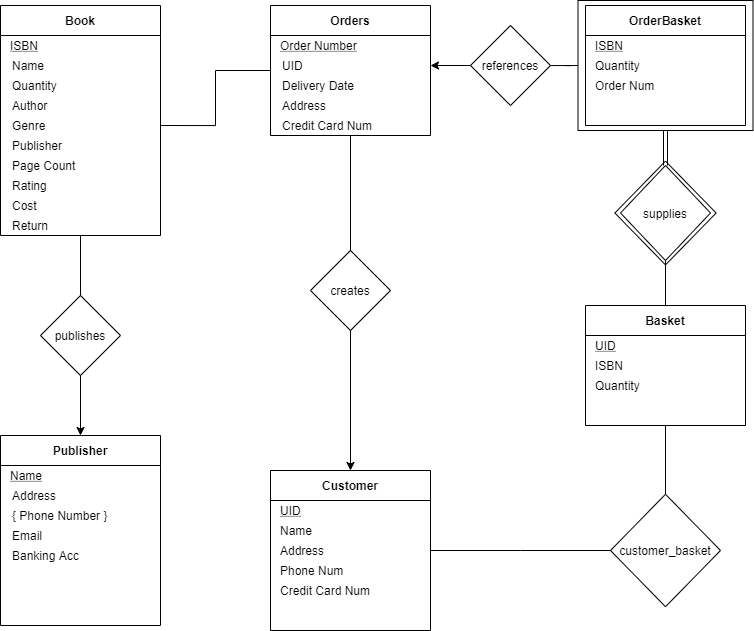 Book
ISBN
Name
Quantity
Author
Genre
Publisher
Page Count
Rating
Cost
Return
Orders
Order Number
UID
Delivery Date
Address
Credit Card Num
references
OrderBasket
ISBN
Quantity
Order Num
supplies
creates
publishes
Basket
UID
ISBN
Quantity
Publisher
Name
Address
{ Phone Number }
Email
Banking Acc
Customer
UID
Name
Address
Phone Num
Credit Card Num
customer_basket